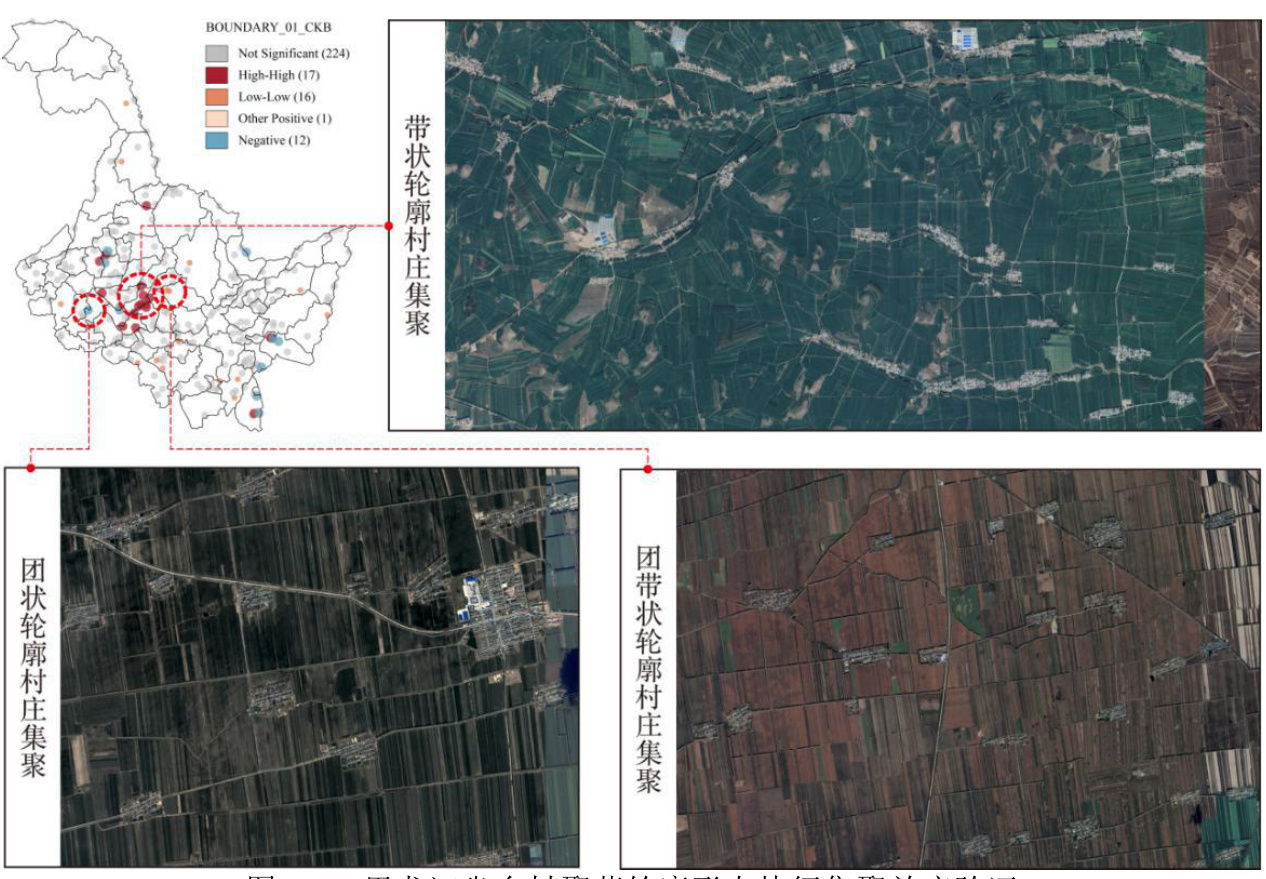 BOUNDARY_01_CKB
Not Significant (224)
High-High (17)
Low-Low (16)
Other Positive (1)
Negative (12)
带状轮廓村庄集聚
团状轮廓村庄集聚
团带状轮廓村庄集聚